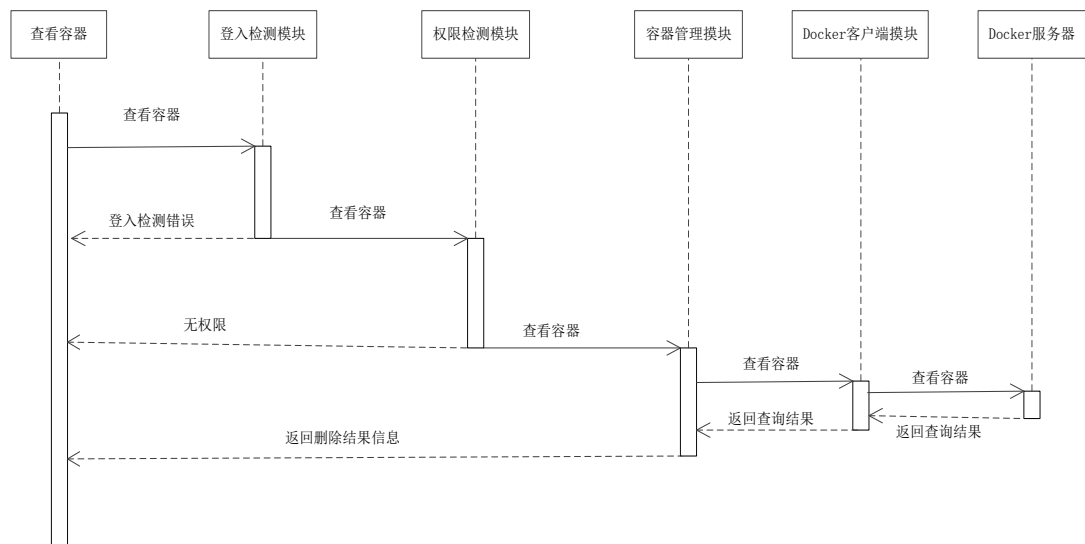 查看容器
登入检测模块
权限检测模块
容器管理摸块
Docker客户端摸块
Docker服务器
查看容器
登入检测错误
查看容器
无权限
查看容器
查看容器
查看容器
返回查询结果
返回查询结果
返回删除结果信息